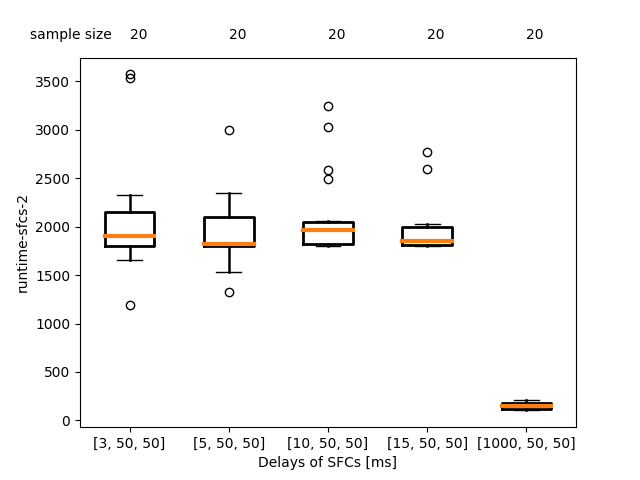 sample size 20 20 20 20 20
3500
3000
2500
2000
1500
1000
500
0
runtime-sfcs-2
[3, 50, 50] [5, 50, 50] [10, 50, 50] [15, 50, 50] [1000, 50, 50]
Delays of SFCs [ms]